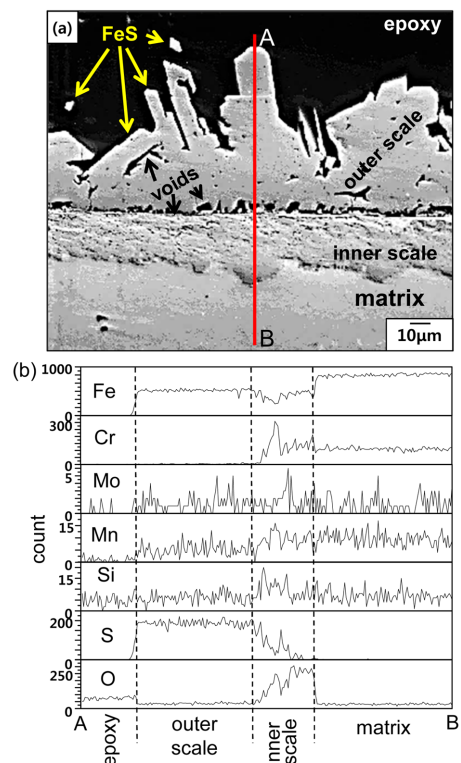 (a)
FeS
A
epoxy
outer scale
voids
inner scale
matrix
B
10μm
(b)
1000
Fe
0
300
Cr
0
5
Mo
0
15
Mn
0
15
Si
0
200
S
0
250
O
0
count
A
B
epoxy
outer
scale
inner
scale
matrix